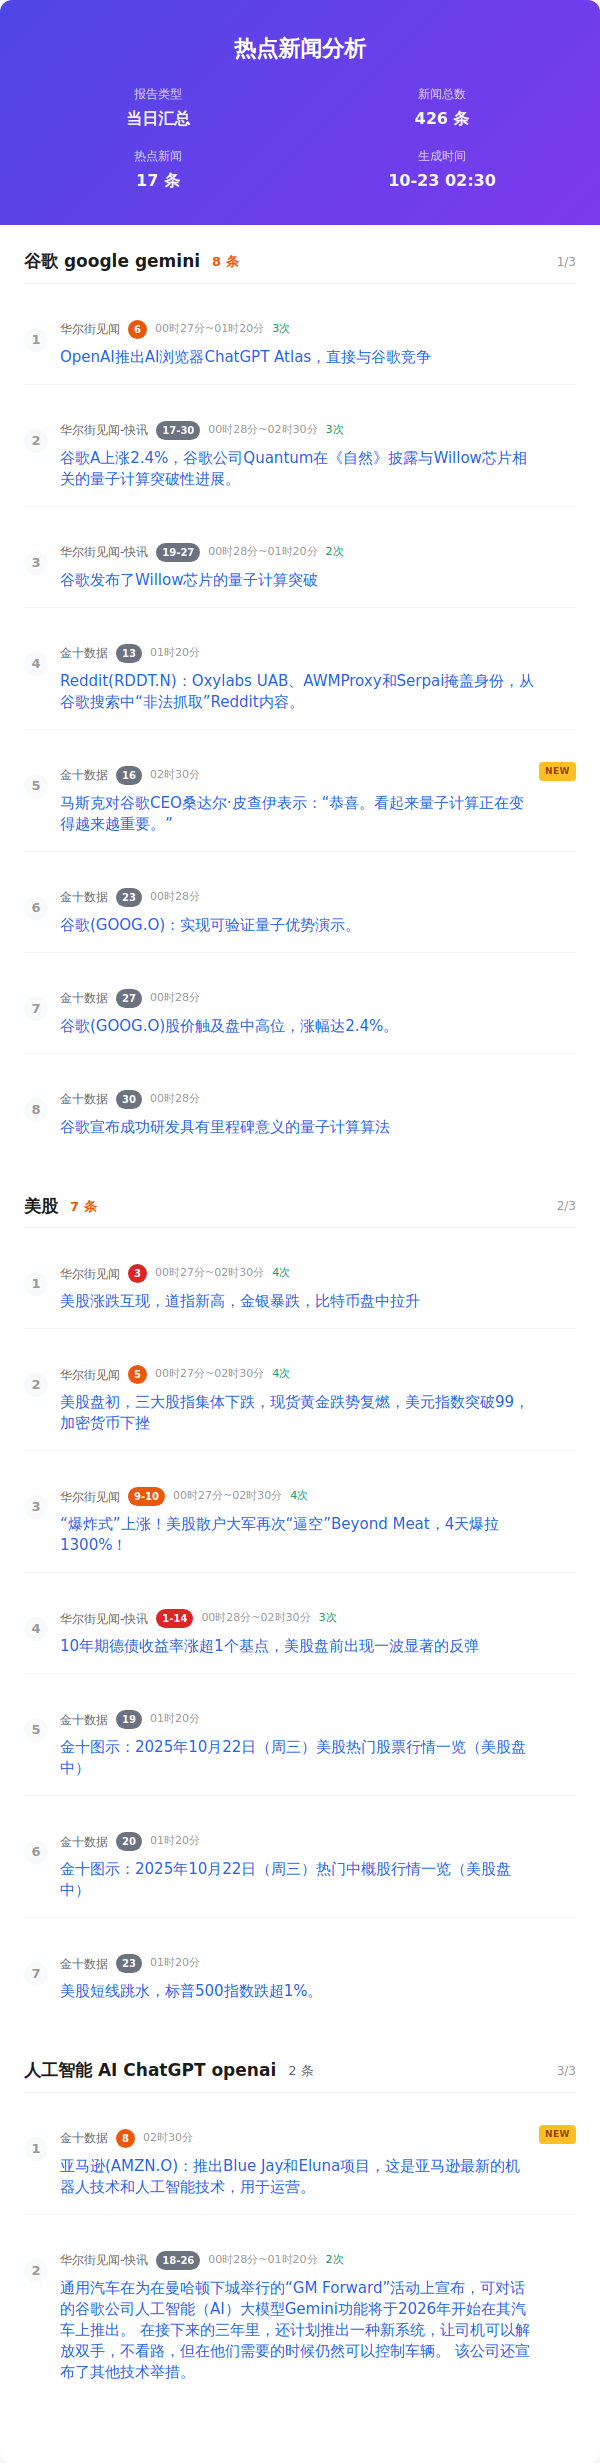 热点新闻分析
报告类型
新闻总数
当日汇总
426 条
热点新闻
生成时间
17 条
10-23 02:30
谷歌 google gemini 8 条 1/3
1 华尔街见闻 6 00时27分~01时20分 3次
OpenAI推出AI浏览器ChatGPT Atlas，直接与谷歌竞争
2 华尔街见闻-快讯 17-30 00时28分~02时30分 3次
谷歌A上涨2.4%，谷歌公司Quantum在《自然》披露与Willow芯片相
关的量子计算突破性进展。
3 华尔街见闻-快讯 19-27 00时28分~01时20分 2次
谷歌发布了Willow芯片的量子计算突破
4 金十数据 13 01时20分
Reddit(RDDT.N)：Oxylabs UAB、AWMProxy和Serpai掩盖身份，从
谷歌搜索中“非法抓取”Reddit内容。
5 金十数据 16 02时30分 NEW
马斯克对谷歌CEO桑达尔·皮查伊表示：“恭喜。看起来量子计算正在变
得越来越重要。”
6 金十数据 23 00时28分
谷歌(GOOG.O)：实现可验证量子优势演示。
7 金十数据 27 00时28分
谷歌(GOOG.O)股价触及盘中高位，涨幅达2.4%。
8 金十数据 30 00时28分
谷歌宣布成功研发具有里程碑意义的量子计算算法
美股 7 条 2/3
1 华尔街见闻 3 00时27分~02时30分 4次
美股涨跌互现，道指新高，金银暴跌，比特币盘中拉升
2 华尔街见闻 5 00时27分~02时30分 4次
美股盘初，三大股指集体下跌，现货黄金跌势复燃，美元指数突破99，
加密货币下挫
3 华尔街见闻 9-10 00时27分~02时30分 4次
“爆炸式”上涨！美股散户大军再次“逼空”Beyond Meat，4天爆拉
1300%！
4 华尔街见闻-快讯 1-14 00时28分~02时30分 3次
10年期德债收益率涨超1个基点，美股盘前出现一波显著的反弹
5 金十数据 19 01时20分
金十图示：2025年10月22日（周三）美股热门股票行情一览（美股盘
中）
6 金十数据 20 01时20分
金十图示：2025年10月22日（周三）热门中概股行情一览（美股盘
中）
7 金十数据 23 01时20分
美股短线跳水，标普500指数跌超1%。
人工智能 AI ChatGPT openai 2 条 3/3
1 金十数据 8 02时30分 NEW
亚马逊(AMZN.O)：推出Blue Jay和Eluna项目，这是亚马逊最新的机
器人技术和人工智能技术，用于运营。
2 华尔街见闻-快讯 18-26 00时28分~01时20分 2次
通用汽车在为在曼哈顿下城举行的“GM Forward”活动上宣布，可对话
的谷歌公司人工智能（AI）大模型Gemini功能将于2026年开始在其汽
车上推出。 在接下来的三年里，还计划推出一种新系统，让司机可以解
放双手，不看路，但在他们需要的时候仍然可以控制车辆。 该公司还宣
布了其他技术举措。